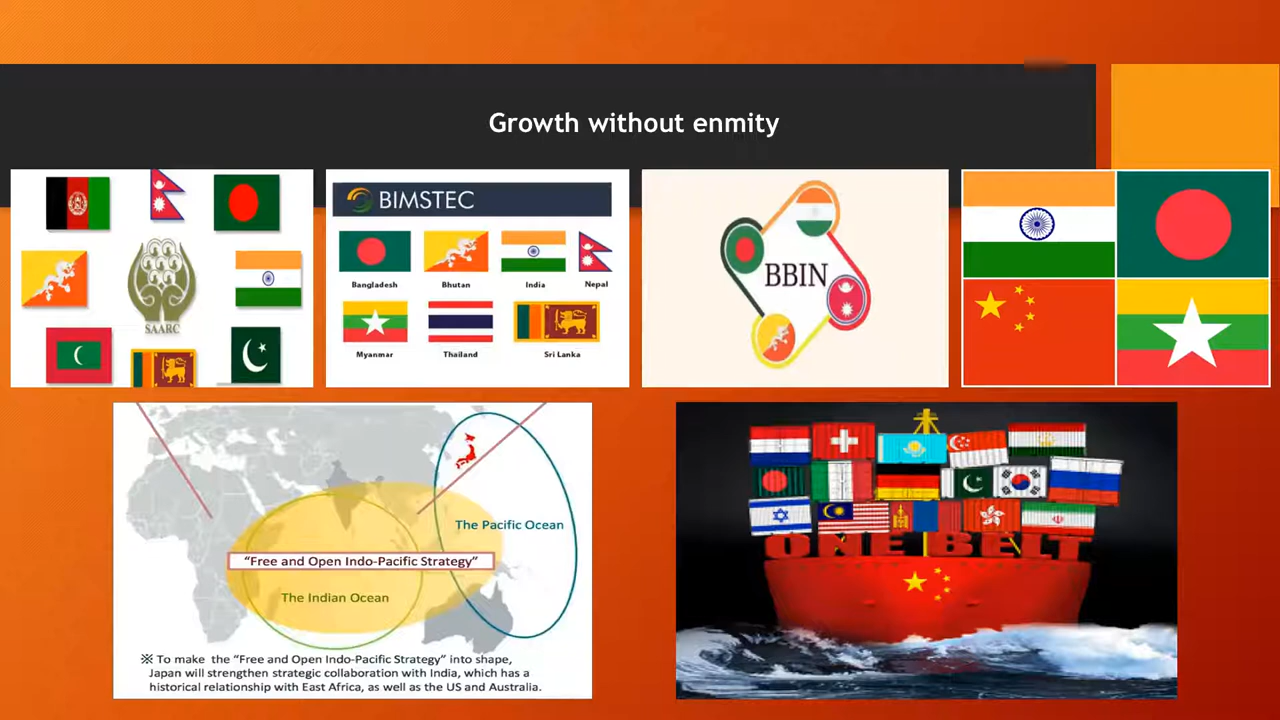 Growth without enmity
SAARC
BIMSTEC
Bangladesh
Bhutan
India
Nepal
Myanmar
Thailand
Sri Lanka
BBIN
The Pacific Ocean
“Free and Open Indo-Pacific Strategy”
The Indian Ocean
※ To make the “Free and Open Indo-Pacific Strategy” into shape,
Japan will strengthen strategic collaboration with India, which has a
historical relationship with East Africa, as well as the US and Australia.
ONE BELT